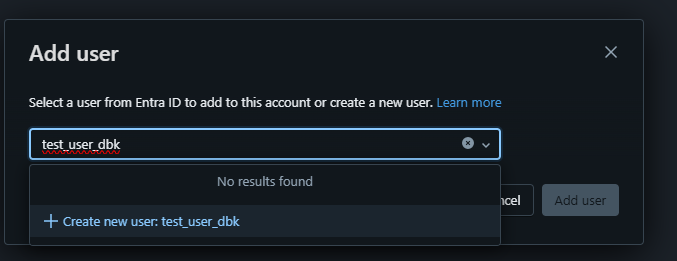 Add user
Select a user from Entra ID to add to this account or create a new user. Learn more
test_user_dbk
No results found
+ Create new user: test_user_dbk
Add user